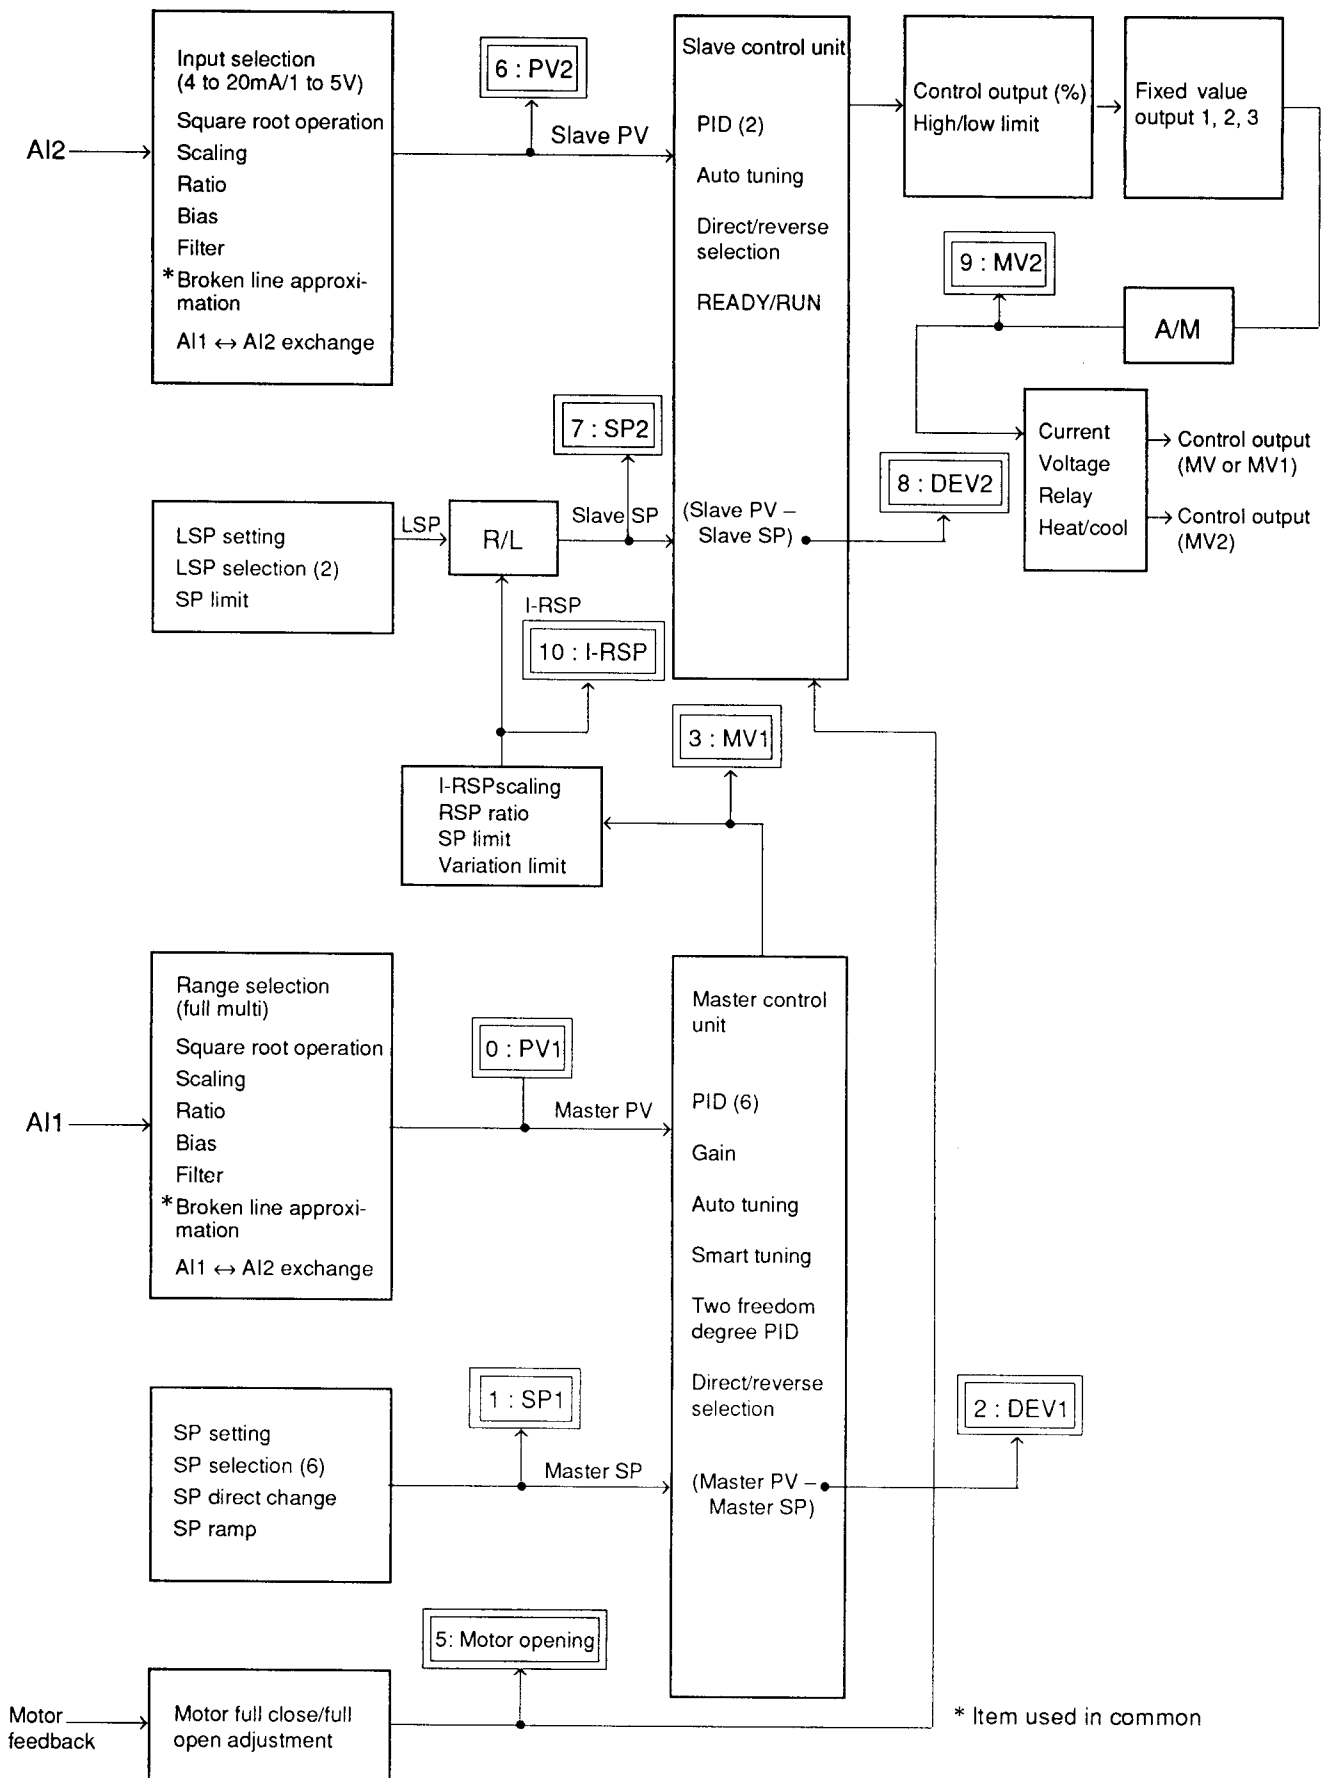 AI2
Input selection
(4 to 20mA/1 to 5V)
Square root operation
Scaling
Ratio
Bias
Filter
* Broken line approxi-
mation
AI1 ↔ AI2 exchange
6 : PV2
Slave PV
Slave control unit
PID (2)
Auto tuning
Direct/reverse
selection
READY/RUN
(Slave PV –
Slave SP)
Control output (%)
High/low limit
Fixed value
output 1, 2, 3
9 : MV2
A/M
Current
Voltage
Relay
Heat/cool
Control output
(MV or MV1)
Control output
(MV2)
8 : DEV2
7 : SP2
LSP setting
LSP selection (2)
SP limit
LSP
R/L
Slave SP
I-RSP
10 : I-RSP
3 : MV1
I-RSPscaling
RSP ratio
SP limit
Variation limit
AI1
Range selection
(full multi)
Square root operation
Scaling
Ratio
Bias
Filter
* Broken line approxi-
mation
AI1 ↔ AI2 exchange
0 : PV1
Master PV
Master control
unit
PID (6)
Gain
Auto tuning
Smart tuning
Two freedom
degree PID
Direct/reverse
selection
(Master PV –
Master SP)
2 : DEV1
SP setting
SP selection (6)
SP direct change
SP ramp
1 : SP1
Master SP
5: Motor opening
Motor
feedback
Motor full close/full
open adjustment
* Item used in common